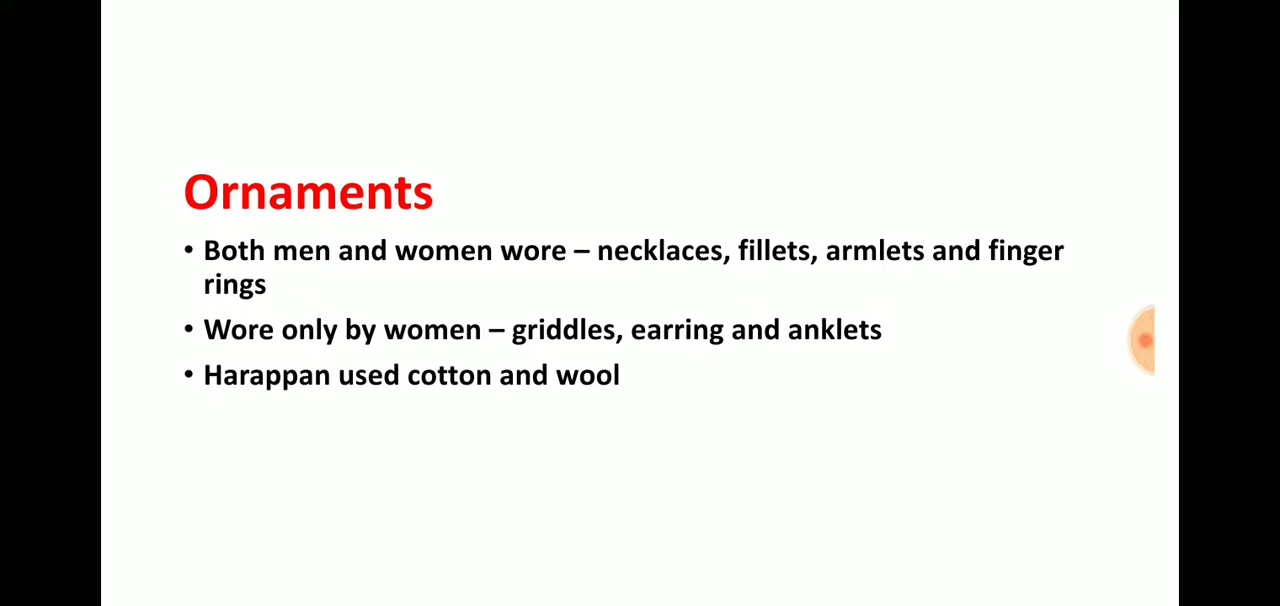 Ornaments
• Both men and women wore – necklaces, fillets, armlets and finger
rings
• Wore only by women – griddles, earring and anklets
• Harappan used cotton and wool